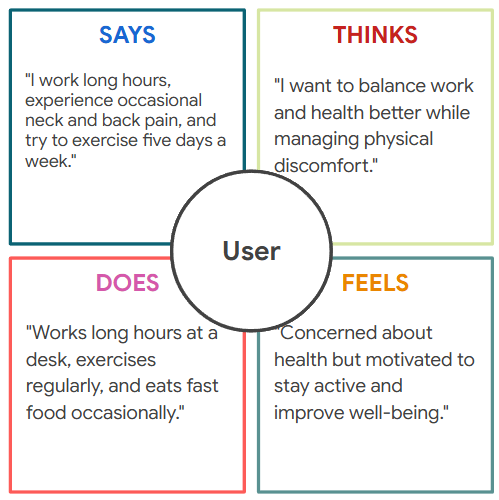 SAYS
"I work long hours,
experience occasional
neck and back pain, and
try to exercise five days a
week."
THINKS
"I want to balance work
and health better while
managing physical
discomfort."
User
DOES
"Works long hours at a
desk, exercises
regularly, and eats fast
food occasionally."
FEELS
"Concerned about
health but motivated to
stay active and
improve well-being."